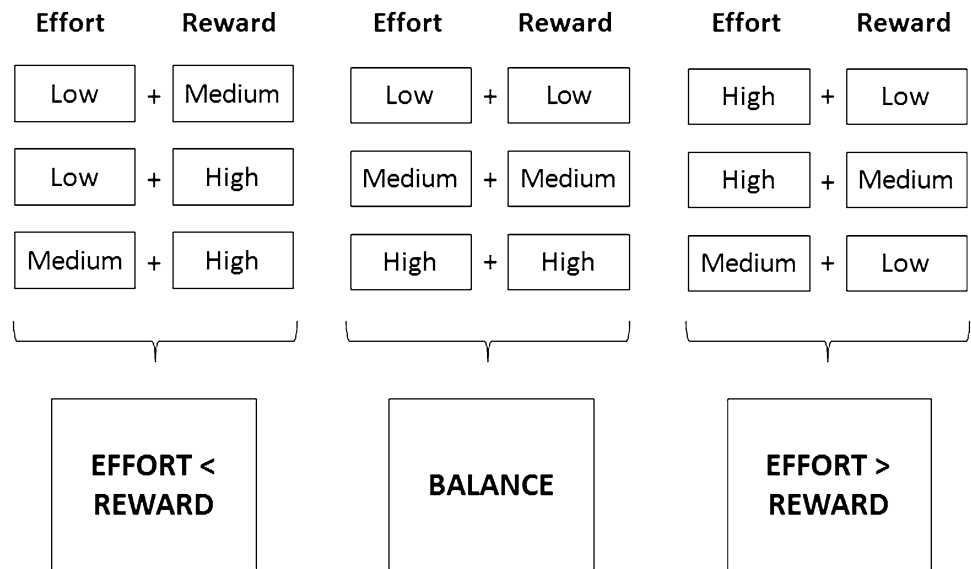 Effort Reward Effort Reward Effort Reward
Low + Medium Low + Low High + Low
Low + High Medium + Medium High + Medium
Medium + High High + High Medium + Low
EFFORT <
REWARD
BALANCE
EFFORT >
REWARD